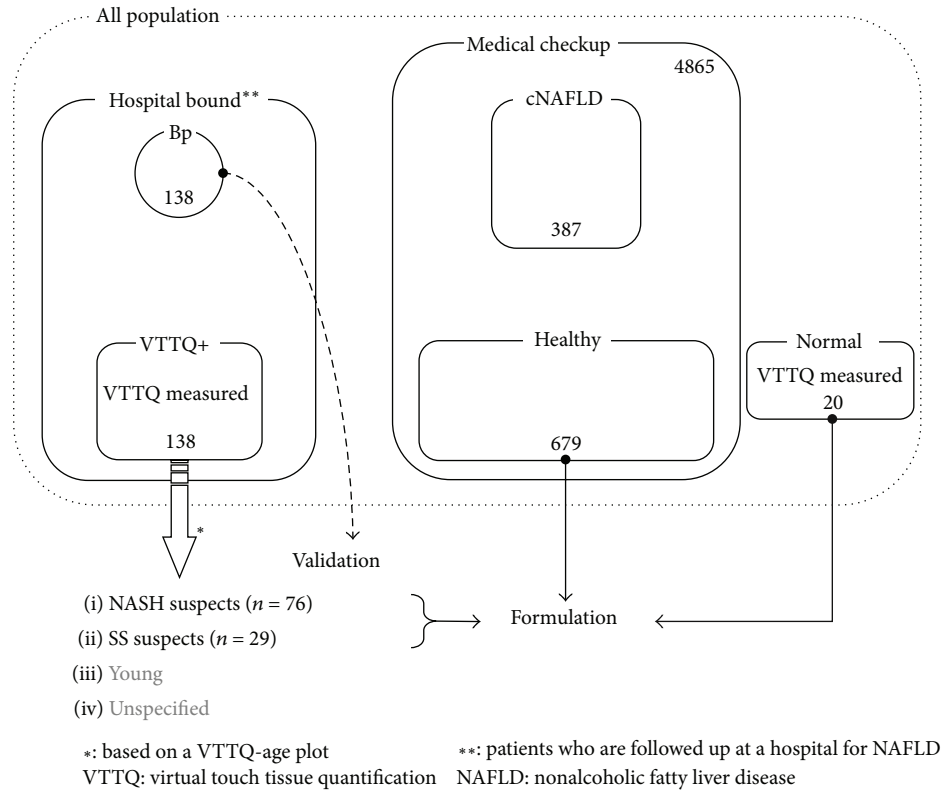 All population
Medical checkup
4865
Hospital bound**
cNAFLD
Bp
138
387
VTTQ+
Healthy
Normal
VTTQ measured
VTTQ measured
20
138
679
*
Validation
(i) NASH suspects (n = 76)
Formulation
(ii) SS suspects (n = 29)
(iii) Young
(iv) Unspecified
*: based on a VTTQ-age plot
**: patients who are followed up at a hospital for NAFLD
VTTQ: virtual touch tissue quantification
NAFLD: nonalcoholic fatty liver disease